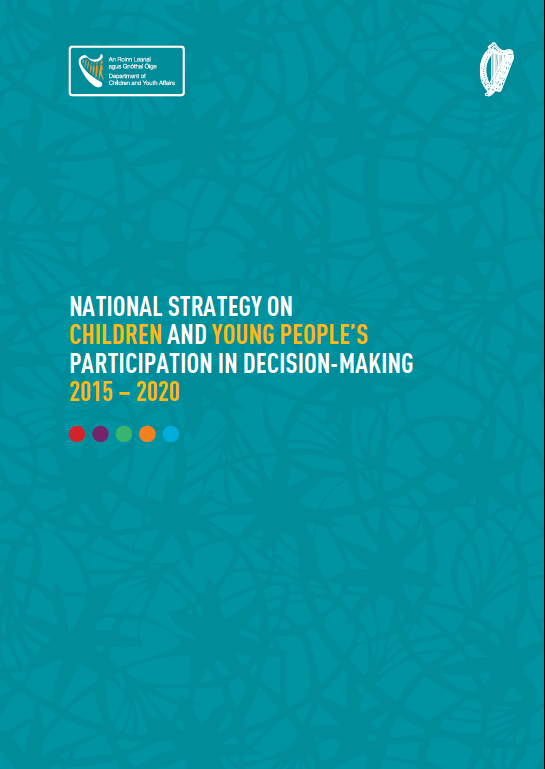 An Roinn Leanaí
agus Gnóthaí Óige
Department of
Children and Youth Affairs
NATIONAL STRATEGY ON
CHILDREN AND YOUNG PEOPLE'S
PARTICIPATION IN DECISION-MAKING
2015 – 2020